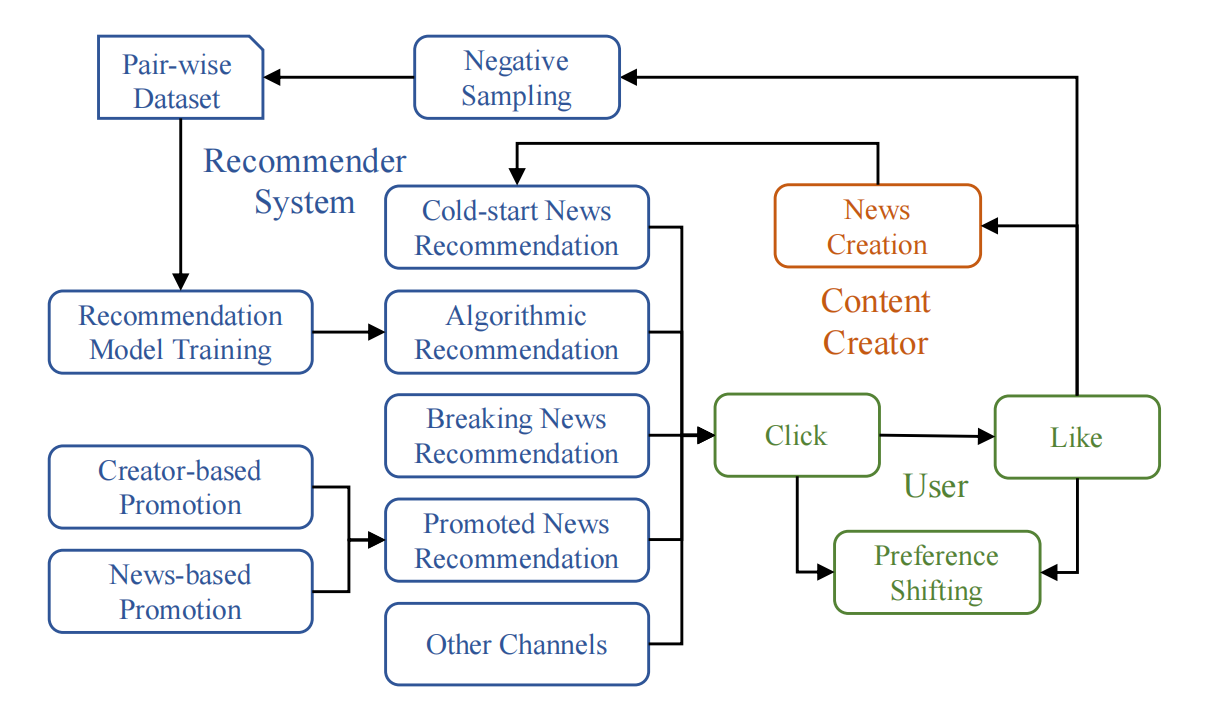 Pair-wise
Dataset
Negative
Sampling
Recommender
System
Cold-start News
Recommendation
News
Creation
Content
Creator
Recommendation
Model Training
Algorithmic
Recommendation
Breaking News
Recommendation
Click
Like
User
Creator-based
Promotion
Promoted News
Recommendation
Preference
Shifting
News-based
Promotion
Other Channels